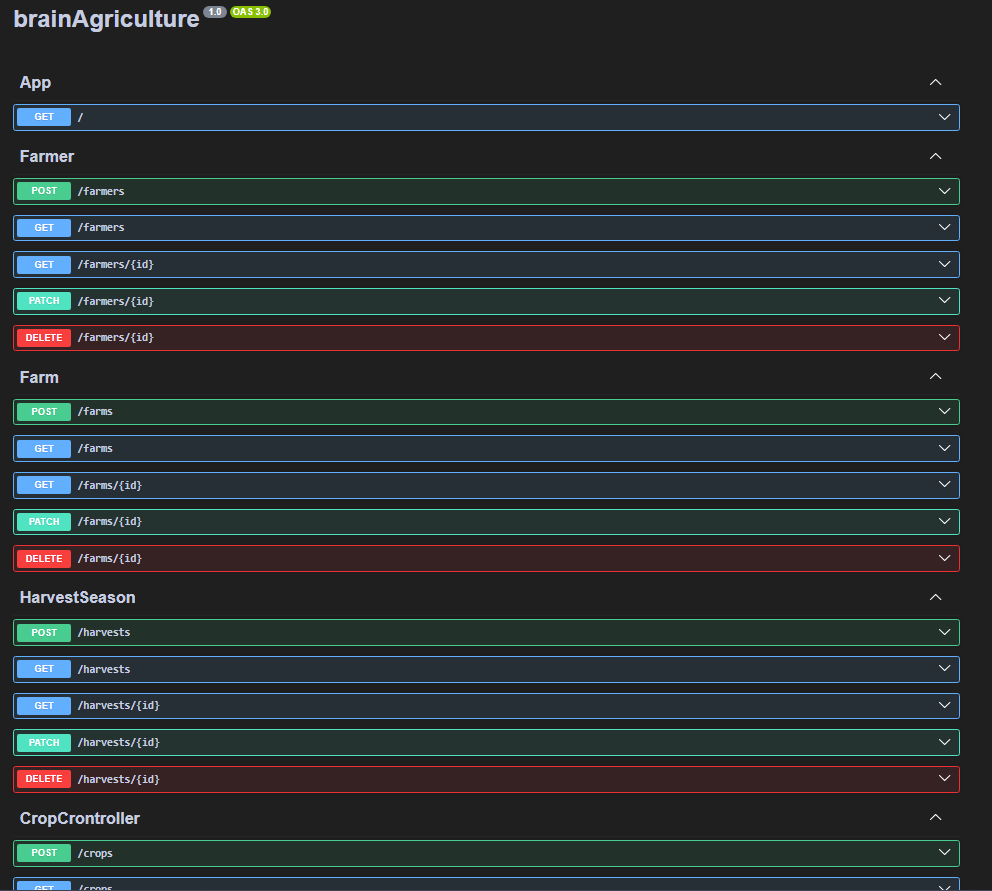 brainAgriculture 1.0 OAS 3.0
App
GET /
Farmer
POST /farmers
GET /farmers
GET /farmers/{id}
PATCH /farmers/{id}
DELETE /farmers/{id}
Farm
POST /farms
GET /farms
GET /farms/{id}
PATCH /farms/{id}
DELETE /farms/{id}
HarvestSeason
POST /harvests
GET /harvests
GET /harvests/{id}
PATCH /harvests/{id}
DELETE /harvests/{id}
CropCrontroller
POST /crops
GET /crops